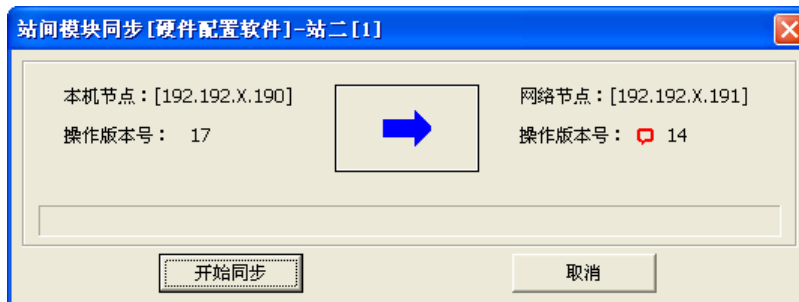 站间模块同步[硬件配置软件]-站二[1]
本机节点：[192.192.X.190]
网络节点：[192.192.X.191]
操作版本号： 17
操作版本号： 14
开始同步
取消